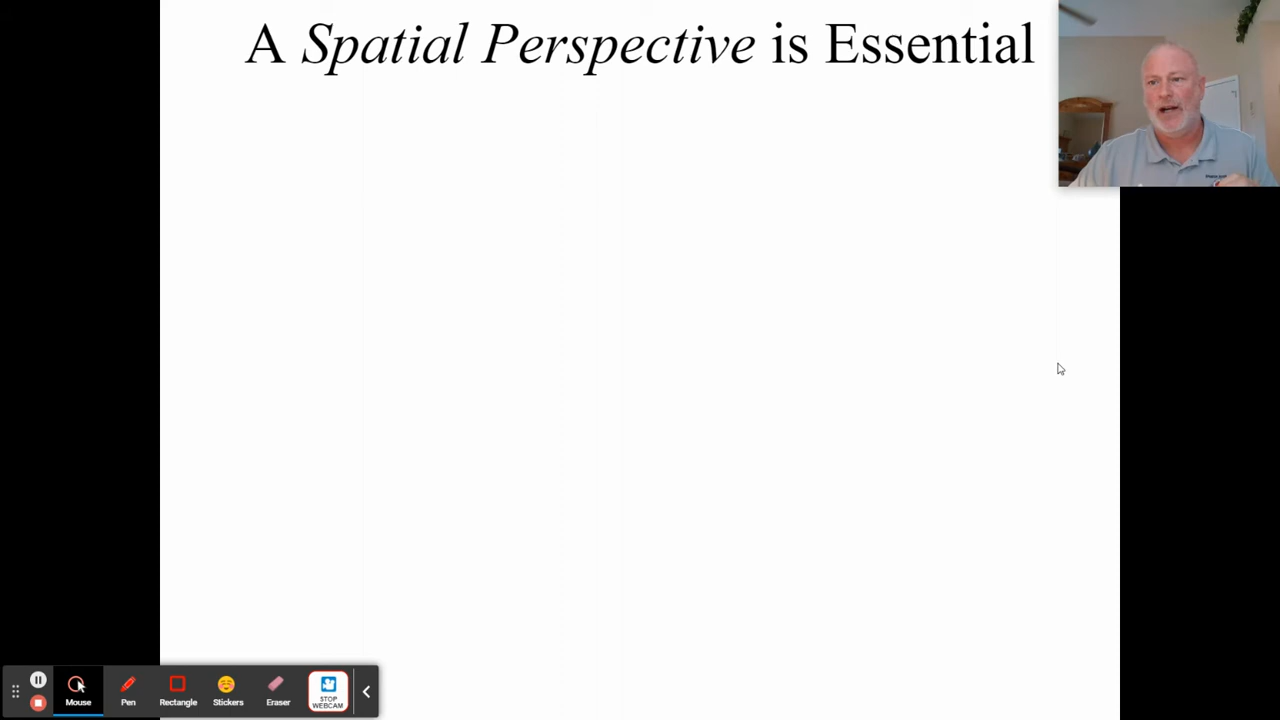 A Spatial Perspective is Essential
Mouse
Pen
Rectangle
Stickers
Eraser
STOP
WEBCAM